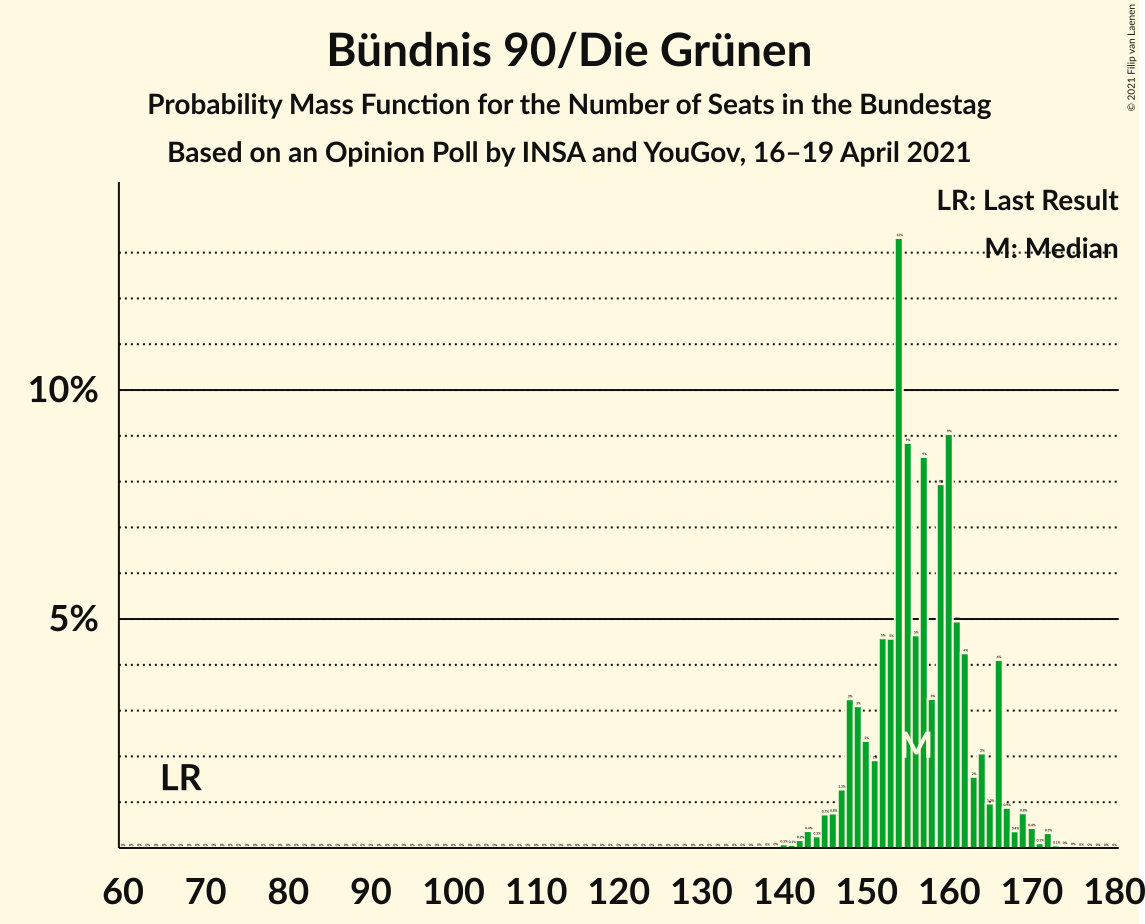 Bündnis 90/Die Grünen
Probability Mass Function for the Number of Seats in the Bundestag
Based on an Opinion Poll by INSA and YouGov, 16–19 April 2021
© 2021 Filip van Laenen
LR: Last Result
M: Median
10%
5%
LR
M
60 70 80 90 100 110 120 130 140 150 160 170 180